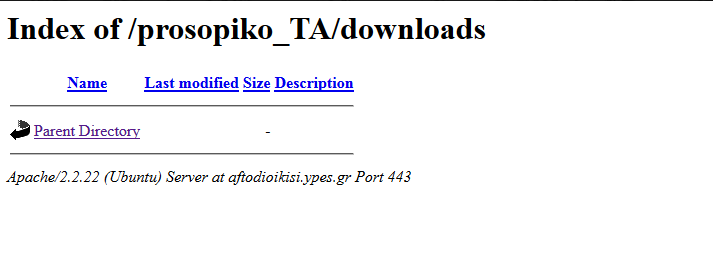 Index of /prosopiko_TA/downloads
Name Last modified Size Description
Parent Directory -
Apache/2.2.22 (Ubuntu) Server at aftodioikisi.ypes.gr Port 443